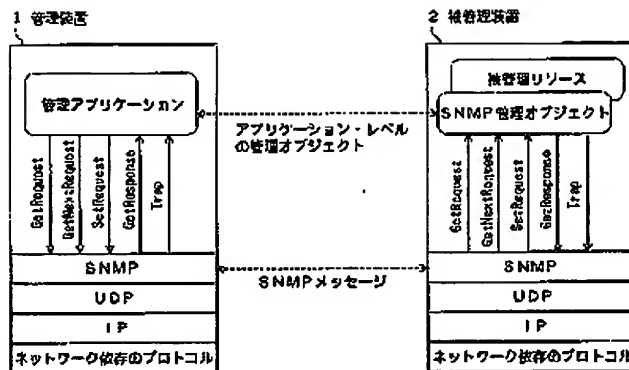 1 管理装置
管理アプリケーション
GetRequest
GetNextRequest
SetRequest
GetResponse
Trap
SNMP
UDP
IP
ネットワーク依存のプロトコル
アプリケーション・レベル
の管理オブジェクト
SNMPメッセージ
2 被管理装置
被管理リソース
SNMP管理オブジェクト
GetRequest
GetNextRequest
SetRequest
GetResponse
Trap
SNMP
UDP
IP
ネットワーク依存のプロトコル